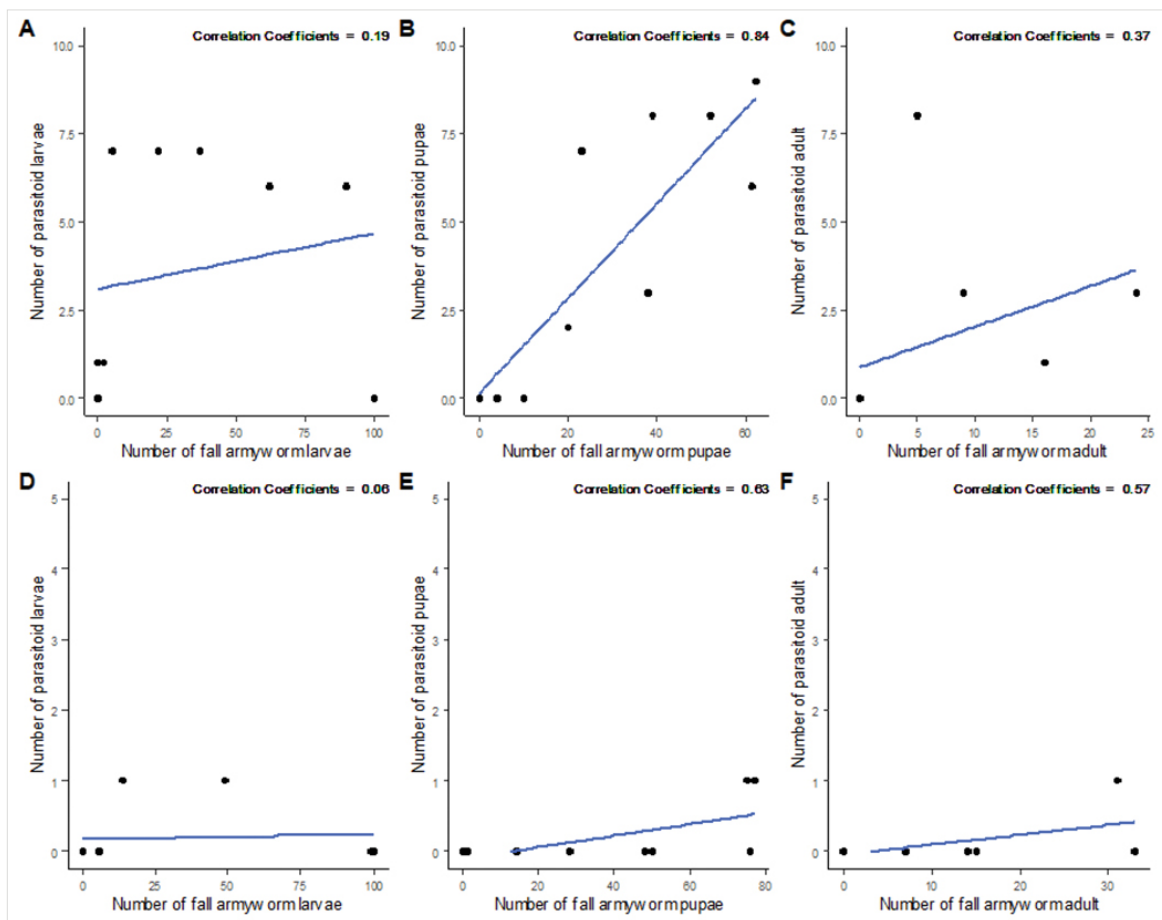 A
Correlation Coefficients = 0.19
10.0
7.5
5.0
2.5
0.0
Number of parasitoid larvae
0 25 50 75 100
Number of fall armyworm larvae
B
Correlation Coefficients = 0.84
10.0
7.5
5.0
2.5
0.0
Number of parasitoid pupae
0 20 40 60
Number of fall armyworm pupae
C
Correlation Coefficients = 0.37
10.0
7.5
5.0
2.5
0.0
Number of parasitoid adult
0 5 10 15 20 25
Number of fall armyworm adult
D
Correlation Coefficients = 0.06
5
4
3
2
1
0
Number of parasitoid larvae
0 25 50 75 100
Number of fall armyworm larvae
E
Correlation Coefficients = 0.63
5
4
3
2
1
0
Number of parasitoid pupae
0 20 40 60 80
Number of fall armyworm pupae
F
Correlation Coefficients = 0.57
5
4
3
2
1
0
Number of parasitoid adult
0 10 20 30
Number of fall armyworm adult